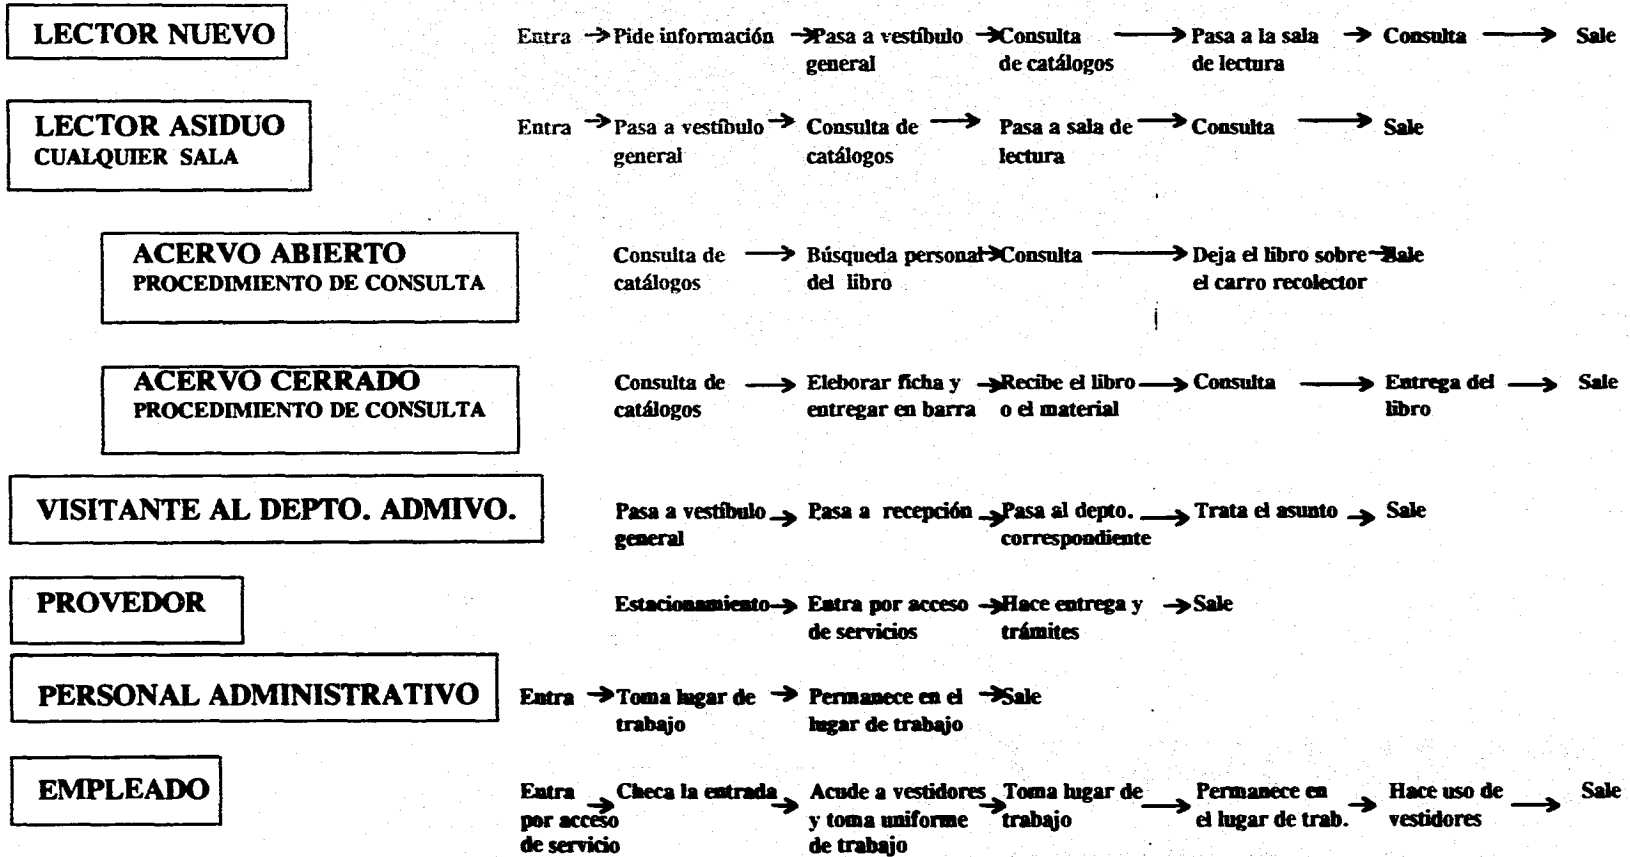 LECTOR NUEVO
Entra → Pide información → Pasa a vestíbulo → Consulta → Pasa a la sala → Consulta → Sale
general de catálogos de lectura
LECTOR ASIDUO
CUALQUIER SALA
Entra → Pasa a vestíbulo → Consulta de → Pasa a sala de → Consulta → Sale
general catálogos lectura
ACERVO ABIERTO
PROCEDIMIENTO DE CONSULTA
Consulta de → Búsqueda personal → Consulta → Deja el libro sobre → Sale
catálogos del libro el carro recolector
ACERVO CERRADO
PROCEDIMIENTO DE CONSULTA
Consulta de → Eleborar ficha y → Recibe el libro → Consulta → Entrega del → Sale
catálogos entregar en barra o el material libro
VISITANTE AL DEPTO. ADMIVO.
Pasa a vestíbulo → Pasa a recepción → Pasa al depto. → Trata el asunto → Sale
general correspondiente
PROVEDOR
Estacionamiento → Entra por acceso → Hace entrega y → Sale
de servicios trámites
PERSONAL ADMINISTRATIVO
Entra → Toma lugar de → Permanece en el → Sale
trabajo lugar de trabajo
EMPLEADO
Entra → Checa la entrada → Acude a vestidores → Toma lugar de → Permanece en → Hace uso de → Sale
por acceso y toma uniforme trabajo el lugar de trab. vestidores
de servicio de trabajo